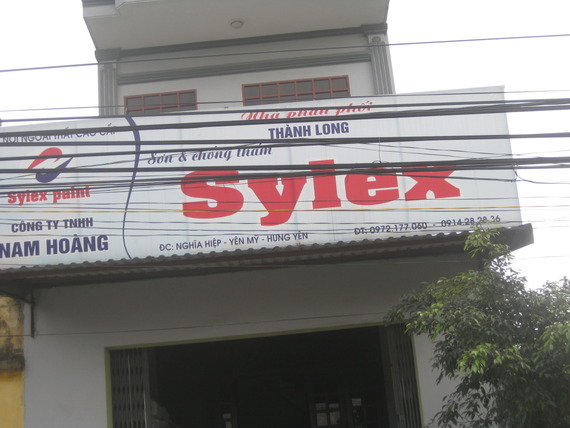 NỘI NGOẠI THẤT CAO CẤP
Sylex paint
CÔNG TY TNHH
NAM HOÀNG
Nhà phân phối
THÀNH LONG
Sơn & chống thấm
Sylex
ĐC: NGHĨA HIỆP - YÊN MỸ - HƯNG YÊN
ĐT: 0972.177.060 - 0914.28.28.36